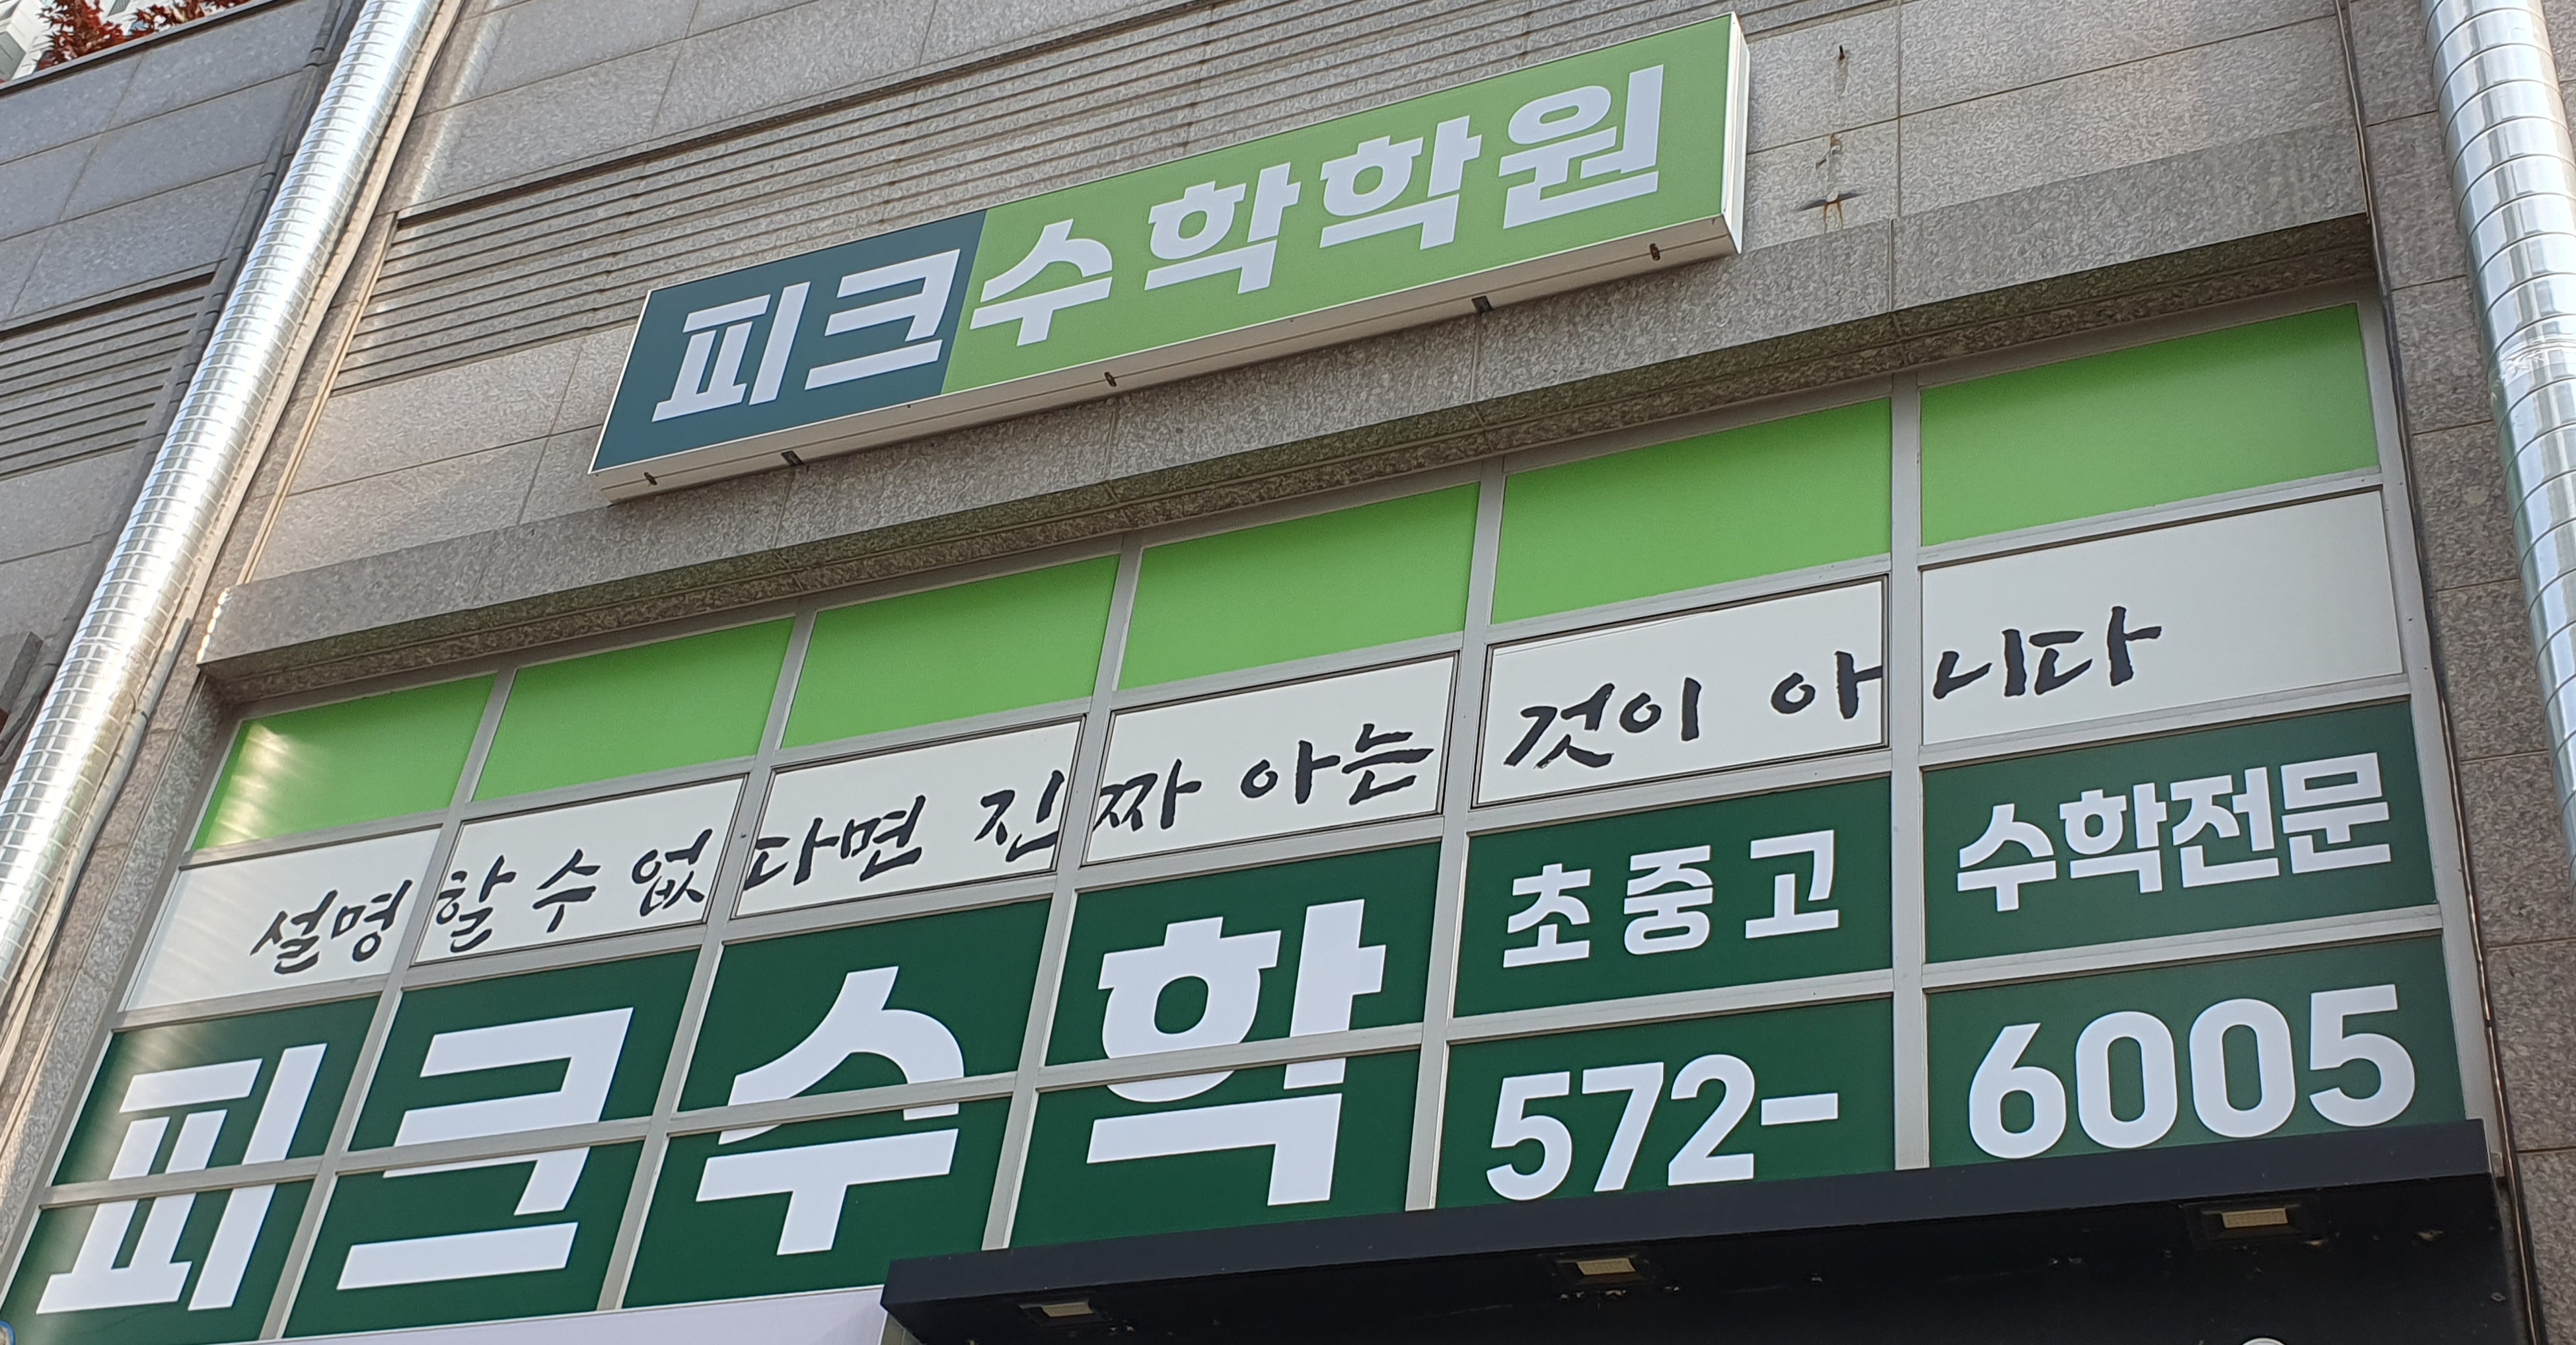 피크수학학원
설명할 수 없다면 진짜 아는 것이 아니다
피크수학
초중고 수학전문
572-6005